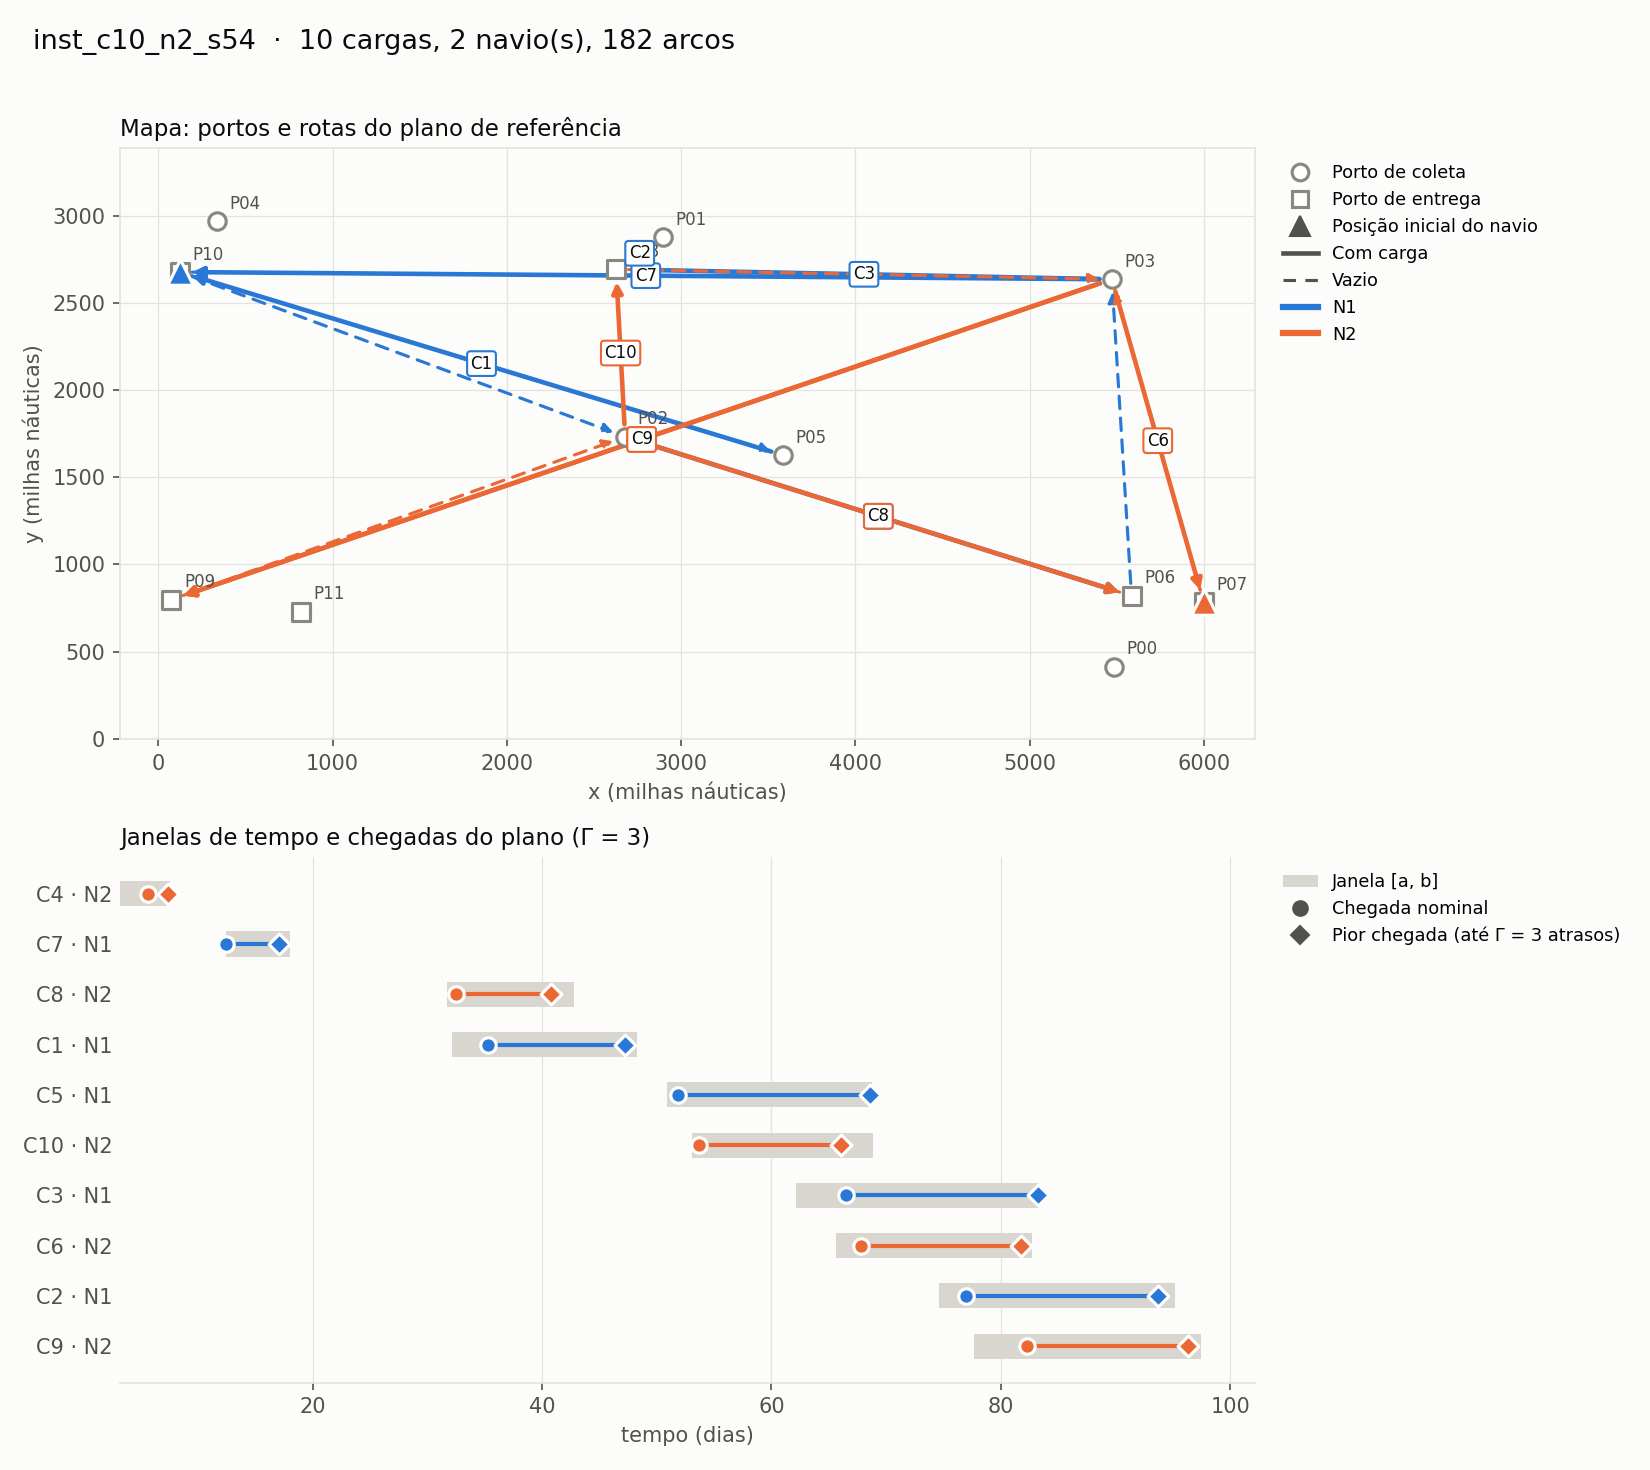 inst_c10_n2_s54 · 10 cargas, 2 navio(s), 182 arcos
Mapa: portos e rotas do plano de referência
y (milhas náuticas)
3000
2500
2000
1500
1000
500
0
P04
P01
P10
C2
C7
C3
P03
C10
C1
P02
C9
P05
C6
C8
P09
P11
P06
P07
P00
0 1000 2000 3000 4000 5000 6000
x (milhas náuticas)
Porto de coleta
Porto de entrega
Posição inicial do navio
Com carga
Vazio
N1
N2
Janelas de tempo e chegadas do plano (Γ = 3)
C4 · N2
C7 · N1
C8 · N2
C1 · N1
C5 · N1
C10 · N2
C3 · N1
C6 · N2
C2 · N1
C9 · N2
20 40 60 80 100
tempo (dias)
Janela [a, b]
Chegada nominal
Pior chegada (até Γ = 3 atrasos)